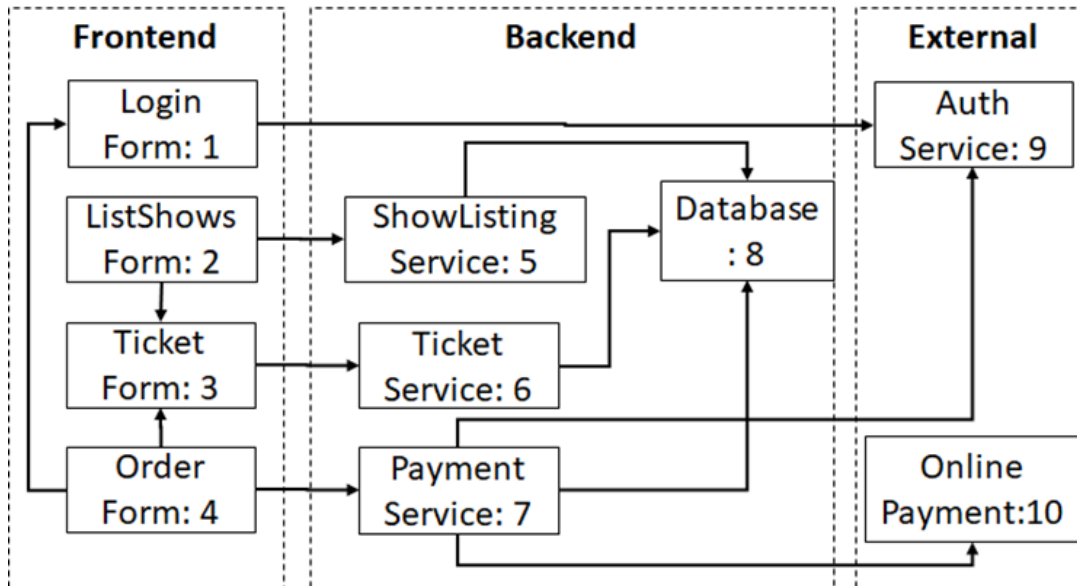 Frontend
Backend
External
Login
Form: 1
Auth
Service: 9
ListShows
Form: 2
ShowListing
Service: 5
Database
: 8
Ticket
Form: 3
Ticket
Service: 6
Order
Form: 4
Payment
Service: 7
Online
Payment:10